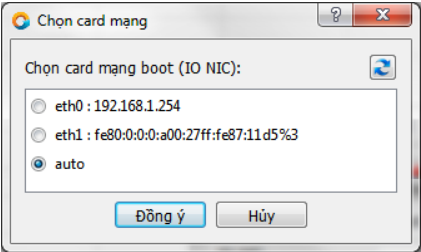 Chọn card mạng
Chọn card mạng boot (IO NIC):
eth0 : 192.168.1.254
eth1 : fe80:0:0:0:a00:27ff:fe87:11d5%3
auto
Đồng ý Hủy